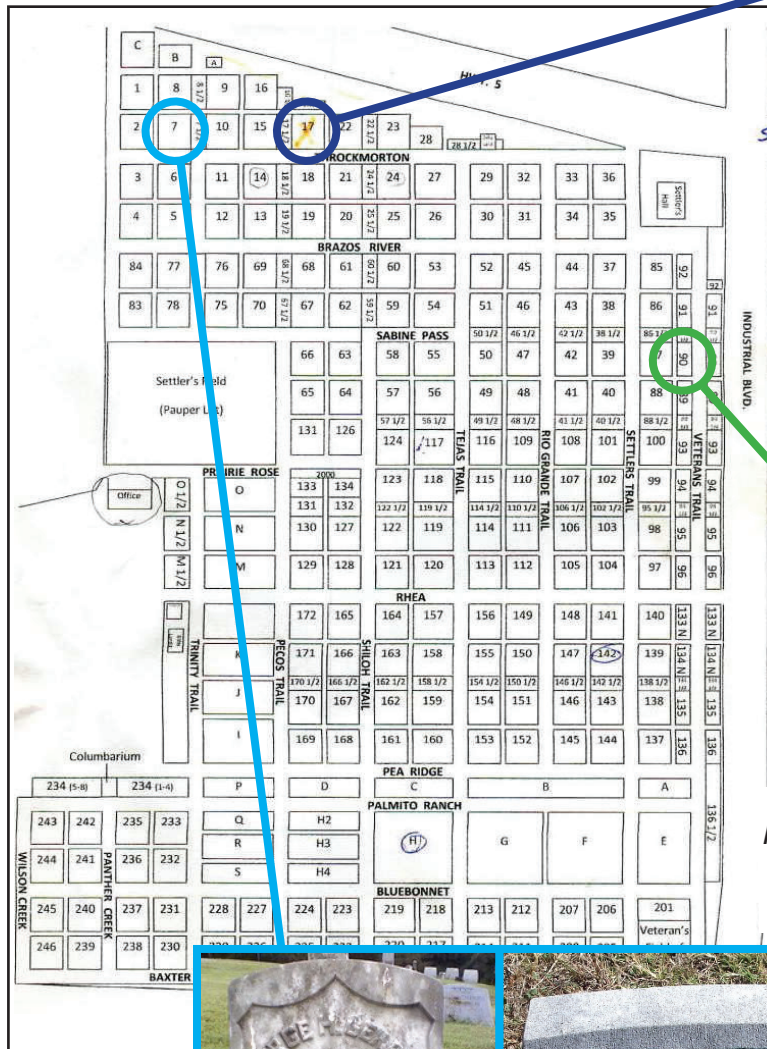 C
B
A
HWY. 5
1 8 8 1/2 9 16
2 7 10 15 17 1/2 17 22 22 1/2 23 28 28 1/2
THROCKMORTON
3 6 11 14 18 1/2 18 21 24 1/2 24 27 29 32 33 36
Settler's
Hall
4 5 12 13 19 1/2 19 20 25 1/2 25 26 30 31 34 35
BRAZOS RIVER
84 77 76 69 68 1/2 68 61 60 1/2 60 53 52 45 44 37 85 92 92
83 78 75 70 67 1/2 67 62 59 1/2 59 54 51 46 43 38 86 91 91
SABINE PASS
50 1/2 46 1/2 42 1/2 38 1/2 86 1/2
INDUSTRIAL BLVD.
66 63 58 55 50 47 42 39 7 90
Settler's Field
(Pauper Lot)
65 64 57 56 49 48 41 40 88 89
57 1/2 56 1/2 49 1/2 48 1/2 41 1/2 40 1/2 88 1/2
131 126 124 117 116 109 108 101 100 93 93
TEJAS TRAIL
RIO GRANDE TRAIL
SETTLERS TRAIL
VETERANS TRAIL
PRAIRIE ROSE
2000
Office
O 1/2 O 133 134 123 118 115 110 107 102 99 94 94
131 132 122 1/2 119 1/2 114 1/2 110 1/2 106 1/2 102 1/2 95 1/2
N 1/2 N 130 127 122 119 114 111 106 103 98 95 95
M 1/2 M 129 128 121 120 113 112 105 104 97 96 96
RHEA
172 165 164 157 156 149 148 141 140 133 N 133 N
TRINITY TRAIL
PECOS TRAIL
SHILOH TRAIL
K 171 166 163 158 155 150 147 142 139 134 N 134 N
170 1/2 166 1/2 162 1/2 158 1/2 154 1/2 150 1/2 146 1/2 142 1/2 138 1/2
J 170 167 162 159 154 151 146 143 138 135 135
I 169 168 161 160 153 152 145 144 137 136 136
Columbarium
PEA RIDGE
234 (5-8) 234 (1-4) P D C B A
PALMITO RANCH
136 1/2
243 242 235 233 Q H2
R H3 H1 G F E
244 241 236 232 S H4
WILSON CREEK
PANTHER CREEK
BLUEBONNET
245 240 237 231 228 227 224 223 219 218 213 212 207 206 201
Veteran's
246 239 238 230
BAXTER